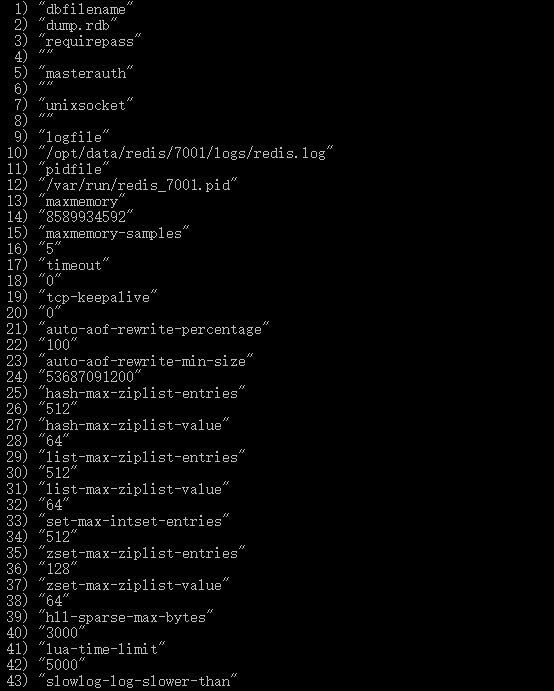 1) "dbfilename"
2) "dump.rdb"
3) "requirepass"
4) ""
5) "masterauth"
6) ""
7) "unixsocket"
8) ""
9) "logfile"
10) "/opt/data/redis/7001/logs/redis.log"
11) "pidfile"
12) "/var/run/redis_7001.pid"
13) "maxmemory"
14) "8589934592"
15) "maxmemory-samples"
16) "5"
17) "timeout"
18) "0"
19) "tcp-keepalive"
20) "0"
21) "auto-aof-rewrite-percentage"
22) "100"
23) "auto-aof-rewrite-min-size"
24) "53687091200"
25) "hash-max-ziplist-entries"
26) "512"
27) "hash-max-ziplist-value"
28) "64"
29) "list-max-ziplist-entries"
30) "512"
31) "list-max-ziplist-value"
32) "64"
33) "set-max-intset-entries"
34) "512"
35) "zset-max-ziplist-entries"
36) "128"
37) "zset-max-ziplist-value"
38) "64"
39) "hll-sparse-max-bytes"
40) "3000"
41) "lua-time-limit"
42) "5000"
43) "slowlog-log-slower-than"